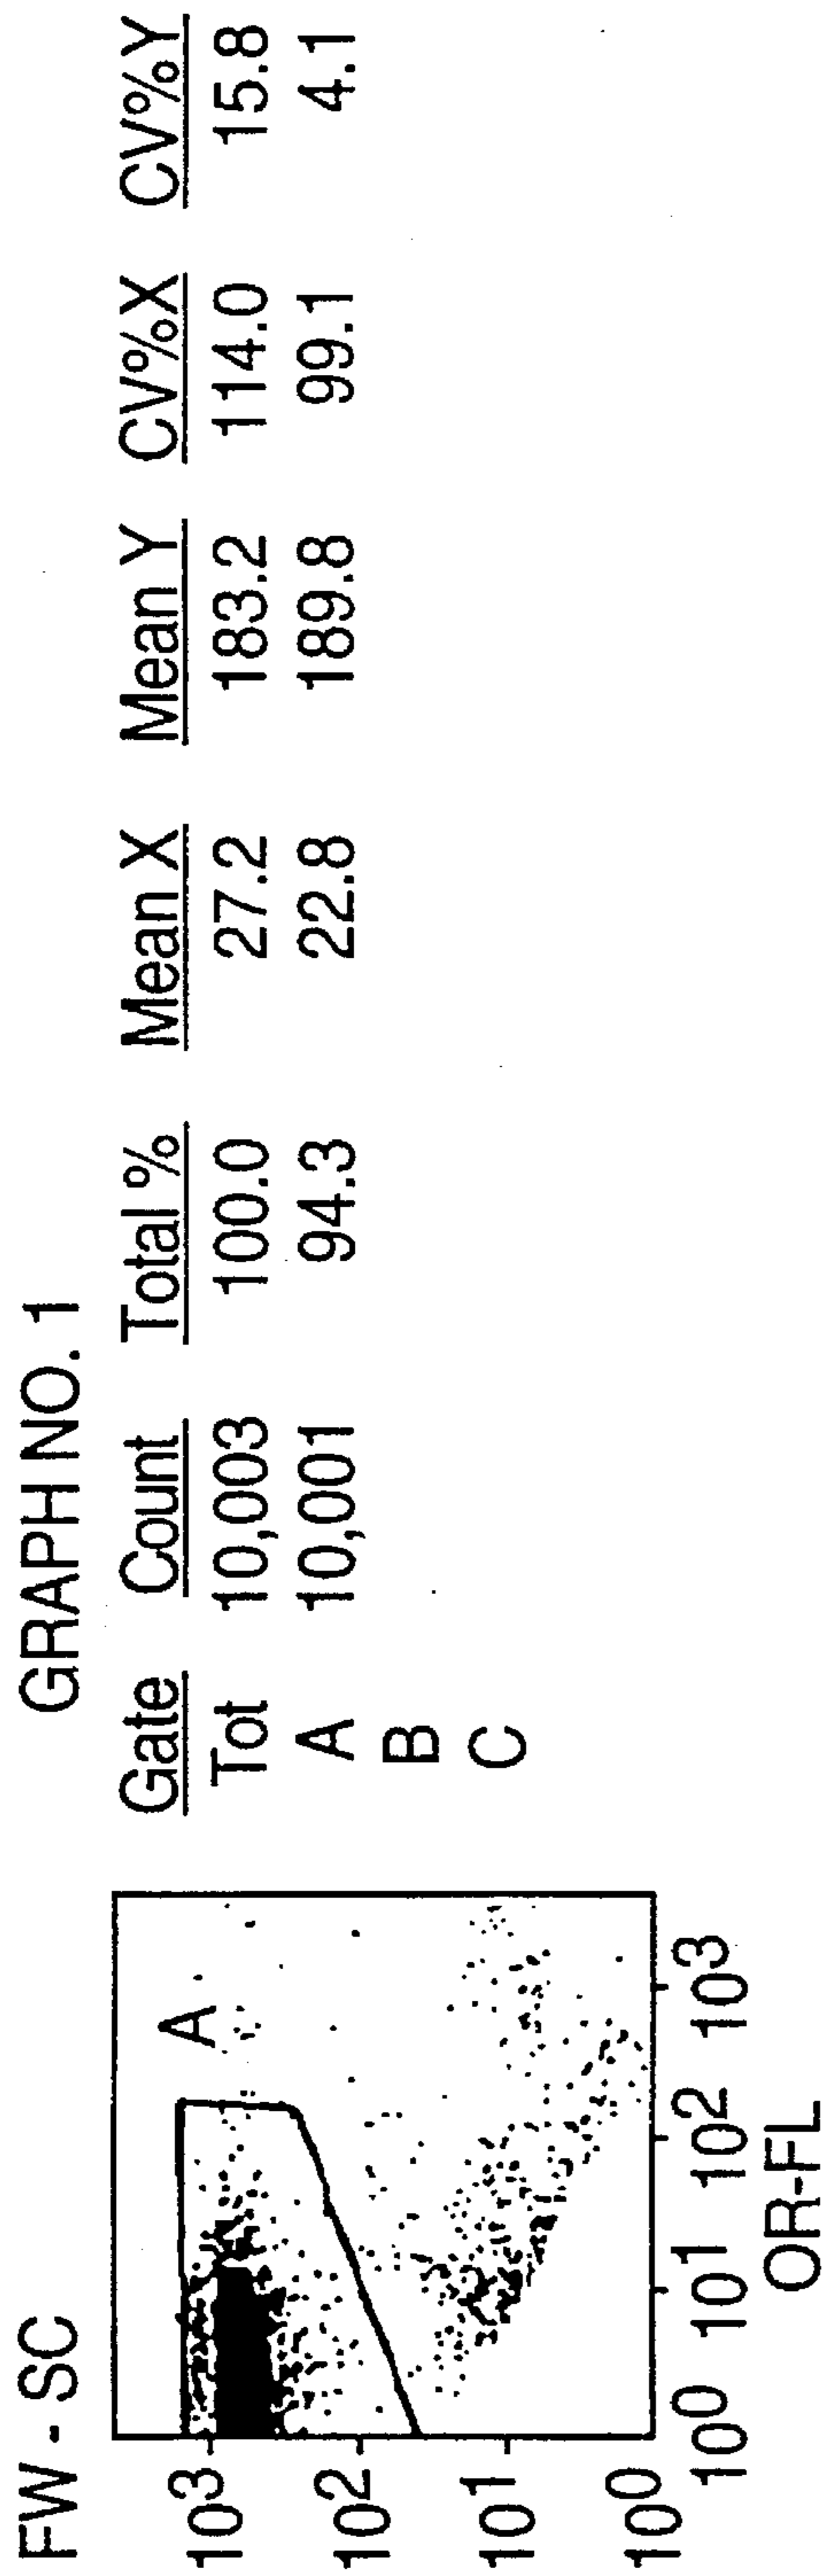 GRAPH NO. 1
FW - SC
Gate Count Total % Mean X Mean Y CV%X CV%Y
Tot 10,003 100.0 27.2 183.2 114.0 15.8
A 10,001 94.3 22.8 189.8 99.1 4.1
B
C
A
10³
10²
10¹
10⁰
10⁰ 10¹ 10² 10³
OR-FL